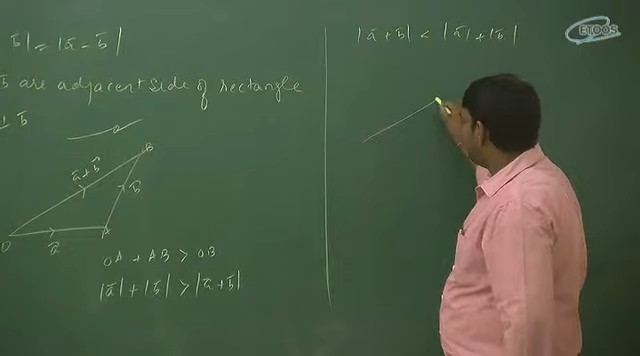 b̄| = |ā - b̄|
b̄ are adjacent side of rectangle
⊥ b̄
B
ā+b̄
b̄
O
ā
A
OA + AB > OB
|ā| + |b̄| > |ā+b̄|
|ā+b̄| < |ā|+|b̄|
ETOOS